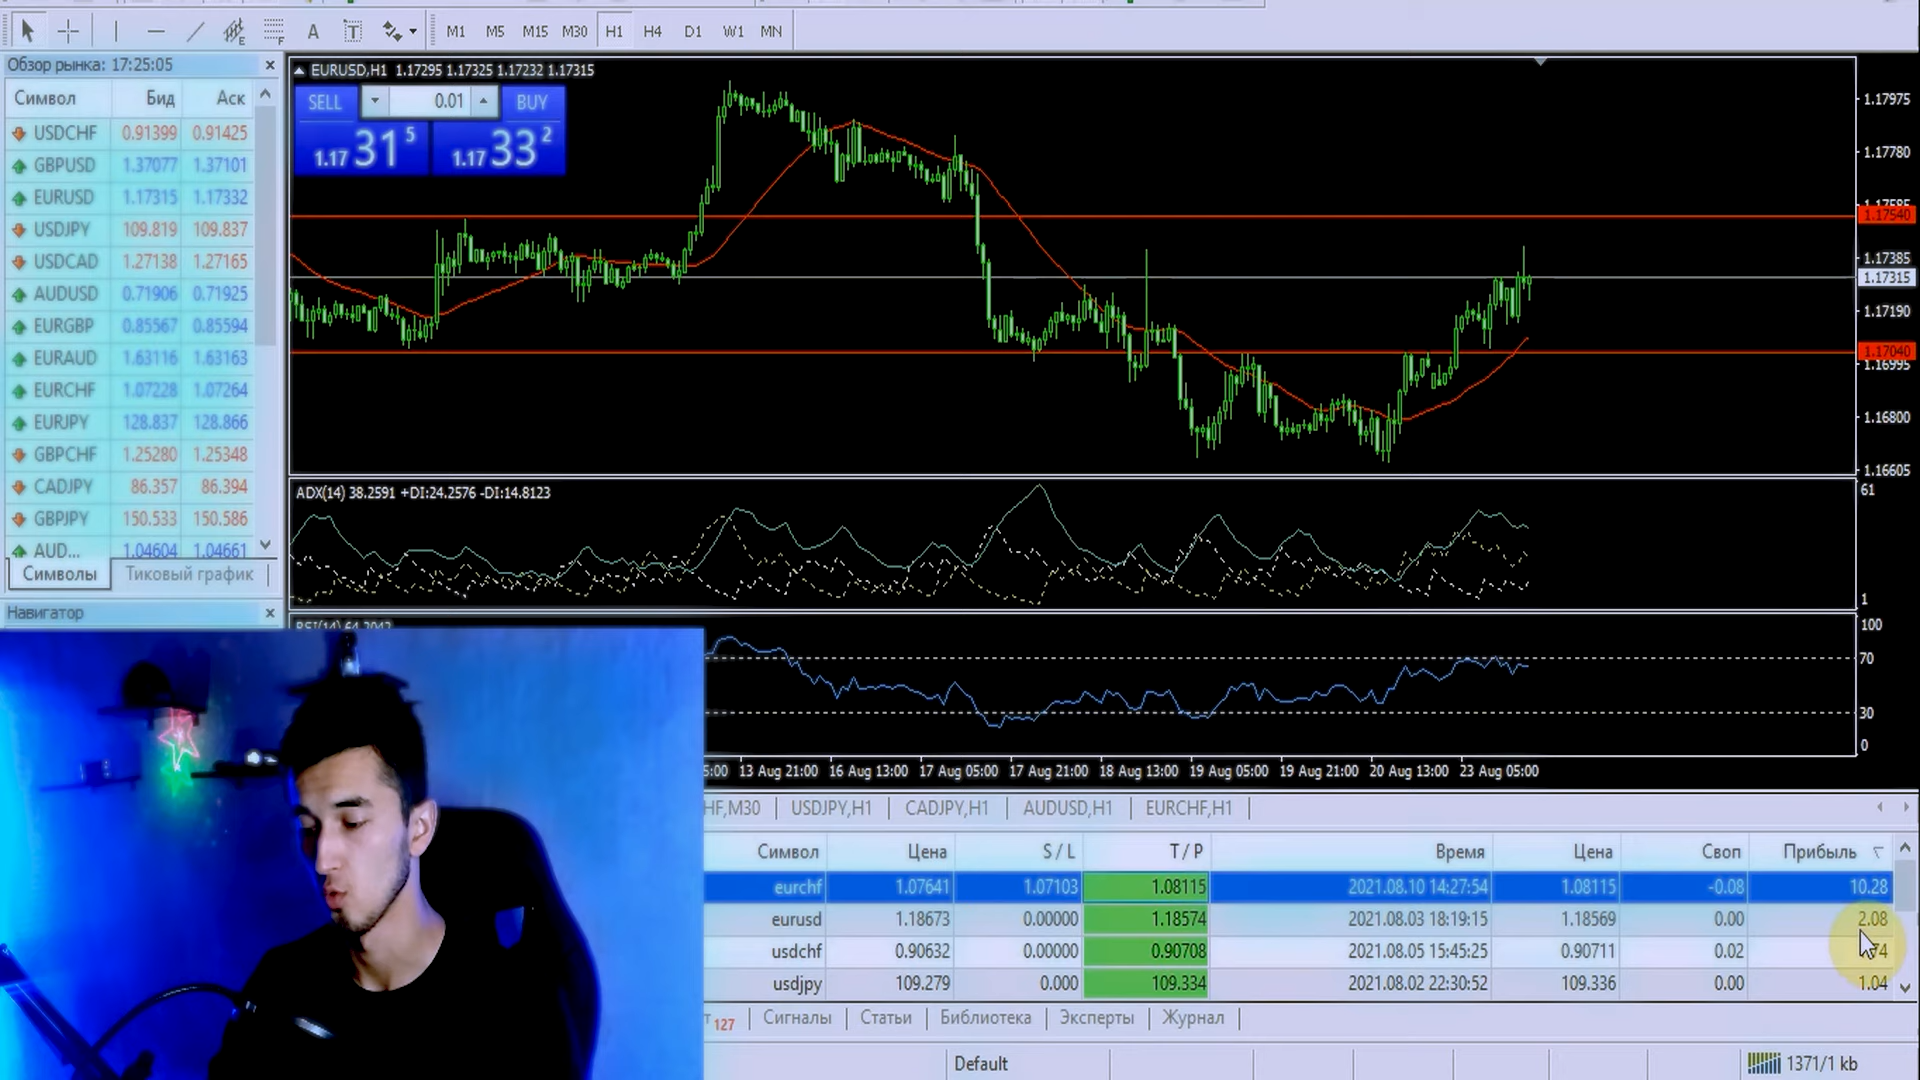 A T M1 M5 M15 M30 H1 H4 D1 W1 MN
Обзор рынка: 17:25:05
Символ Бид Аск
USDCHF 0.91399 0.91425
GBPUSD 1.37077 1.37101
EURUSD 1.17315 1.17332
USDJPY 109.819 109.837
USDCAD 1.27138 1.27165
AUDUSD 0.71906 0.71925
EURGBP 0.85567 0.85594
EURAUD 1.63116 1.63163
EURCHF 1.07228 1.07264
EURJPY 128.837 128.866
GBPCHF 1.25280 1.25348
CADJPY 86.357 86.394
GBPJPY 150.533 150.586
AUD... 1.04604 1.04661
Символы Тиковый график
Навигатор
EURUSD,H1 1.17295 1.17325 1.17232 1.17315
SELL 0.01 BUY
1.17 31 5 1.17 33 2
1.17975
1.17780
1.17585
1.17540
1.17385
1.17315
1.17190
1.17040
1.16995
1.16800
1.16605
ADX(14) 38.2591 +DI:24.2576 -DI:14.8123
61
1
RSI(14) 64.2042
100
70
30
0
5:00 13 Aug 21:00 16 Aug 13:00 17 Aug 05:00 17 Aug 21:00 18 Aug 13:00 19 Aug 05:00 19 Aug 21:00 20 Aug 13:00 23 Aug 05:00
HF,M30 USDJPY,H1 CADJPY,H1 AUDUSD,H1 EURCHF,H1
Символ Цена S / L T / P Время Цена Своп Прибыль
eurchf 1.07641 1.07103 1.08115 2021.08.10 14:27:54 1.08115 -0.08 10.28
eurusd 1.18673 0.00000 1.18574 2021.08.03 18:19:15 1.18569 0.00 2.08
usdchf 0.90632 0.00000 0.90708 2021.08.05 15:45:25 0.90711 0.02 74
usdjpy 109.279 0.000 109.334 2021.08.02 22:30:52 109.336 0.00 1.04
т 127 Сигналы Статьи Библиотека Эксперты Журнал
Default 1371/1 kb